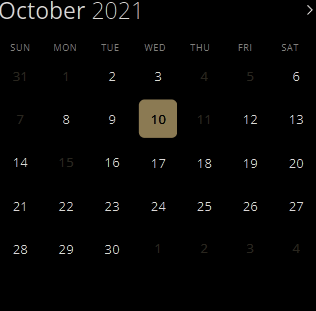 October 2021
SUN MON TUE WED THU FRI SAT
31 1 2 3 4 5 6
7 8 9 10 11 12 13
14 15 16 17 18 19 20
21 22 23 24 25 26 27
28 29 30 1 2 3 4